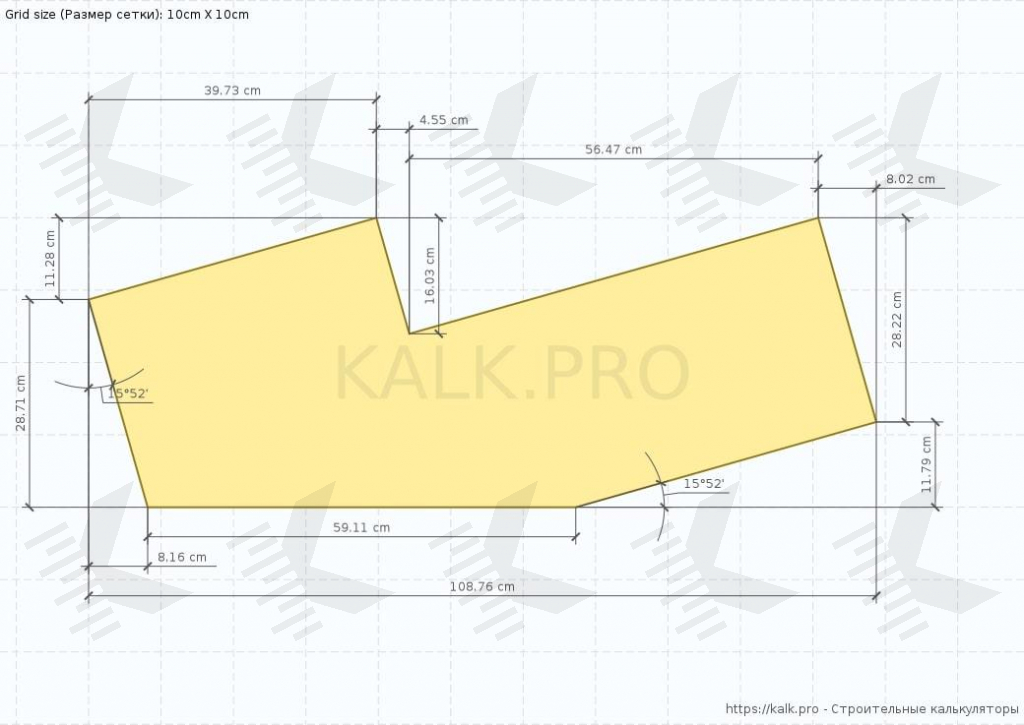 Grid size (Размер сетки): 10cm X 10cm
39.73 cm
4.55 cm
56.47 cm
8.02 cm
11.28 cm
16.03 cm
28.22 cm
28.71 cm
KALK.PRO
15°52'
11.79 cm
15°52'
59.11 cm
8.16 cm
108.76 cm
https://kalk.pro - Строительные калькуляторы